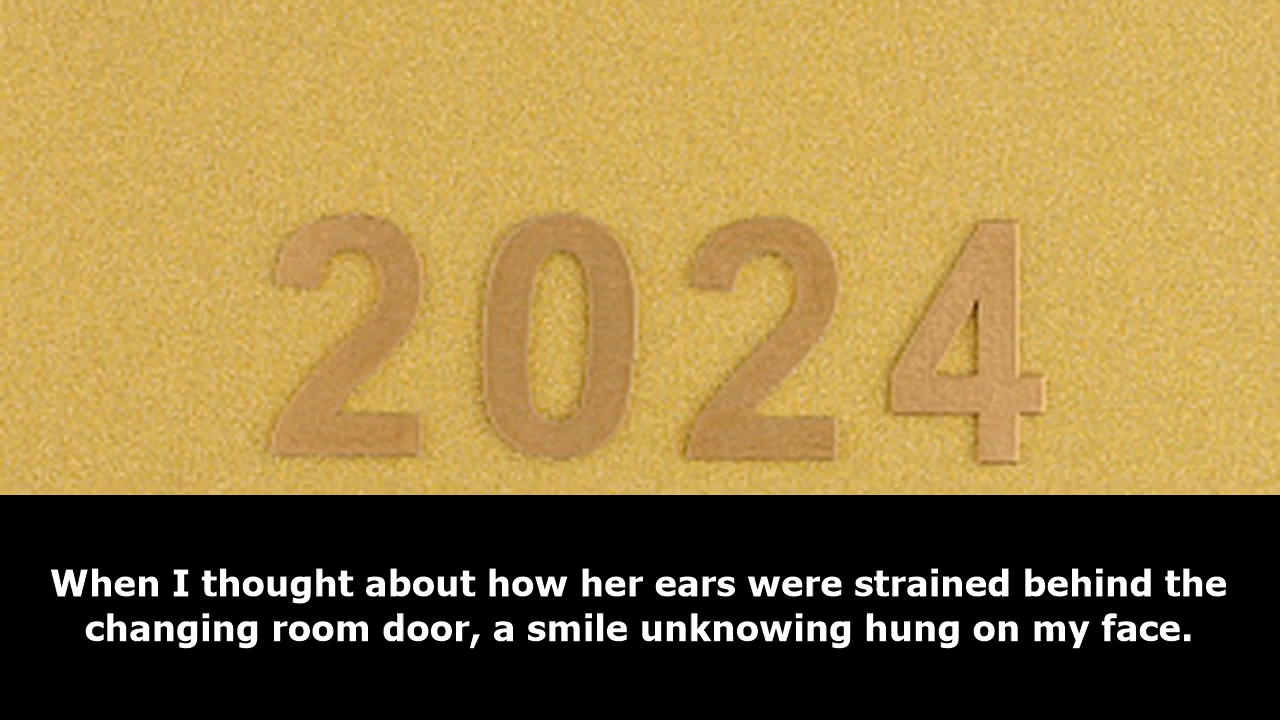 2024
When I thought about how her ears were strained behind the
changing room door, a smile unknowing hung on my face.